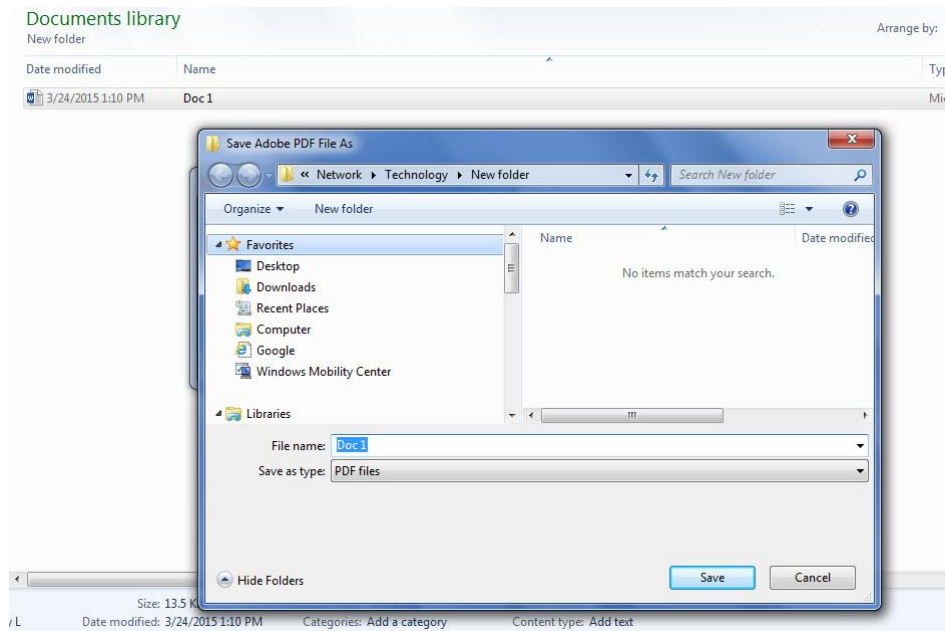 Documents library
New folder
Arrange by:
Date modified Name Typ
3/24/2015 1:10 PM Doc 1 Mic
Save Adobe PDF File As
« Network Technology New folder Search New folder
Organize New folder
Favorites
Desktop
Downloads
Recent Places
Computer
Google
Windows Mobility Center
Libraries
Name Date modified
No items match your search.
File name: Doc 1
Save as type: PDF files
Hide Folders Save Cancel
Size: 13.5 K
y L Date modified: 3/24/2015 1:10 PM Categories: Add a category Content type: Add text